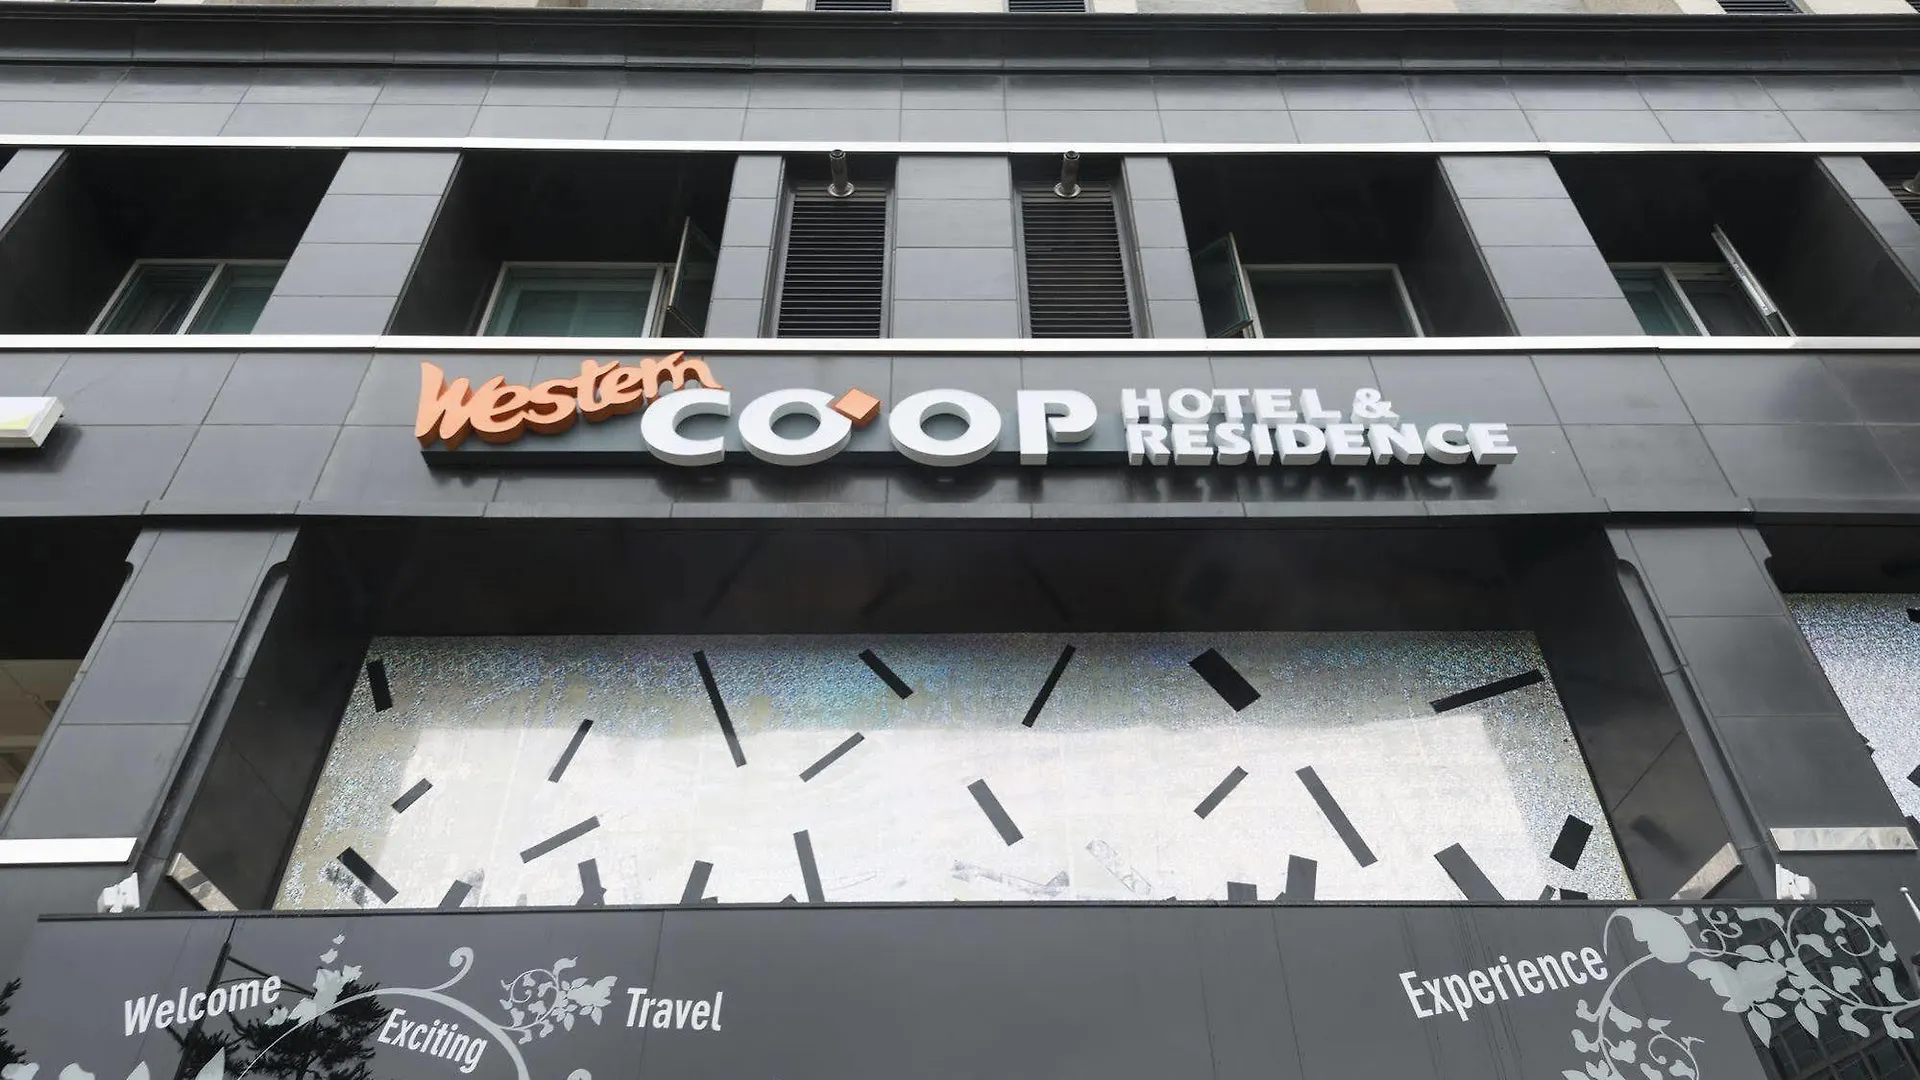 Western CO·OP HOTEL &
RESIDENCE
Welcome
Exciting
Travel
Experience